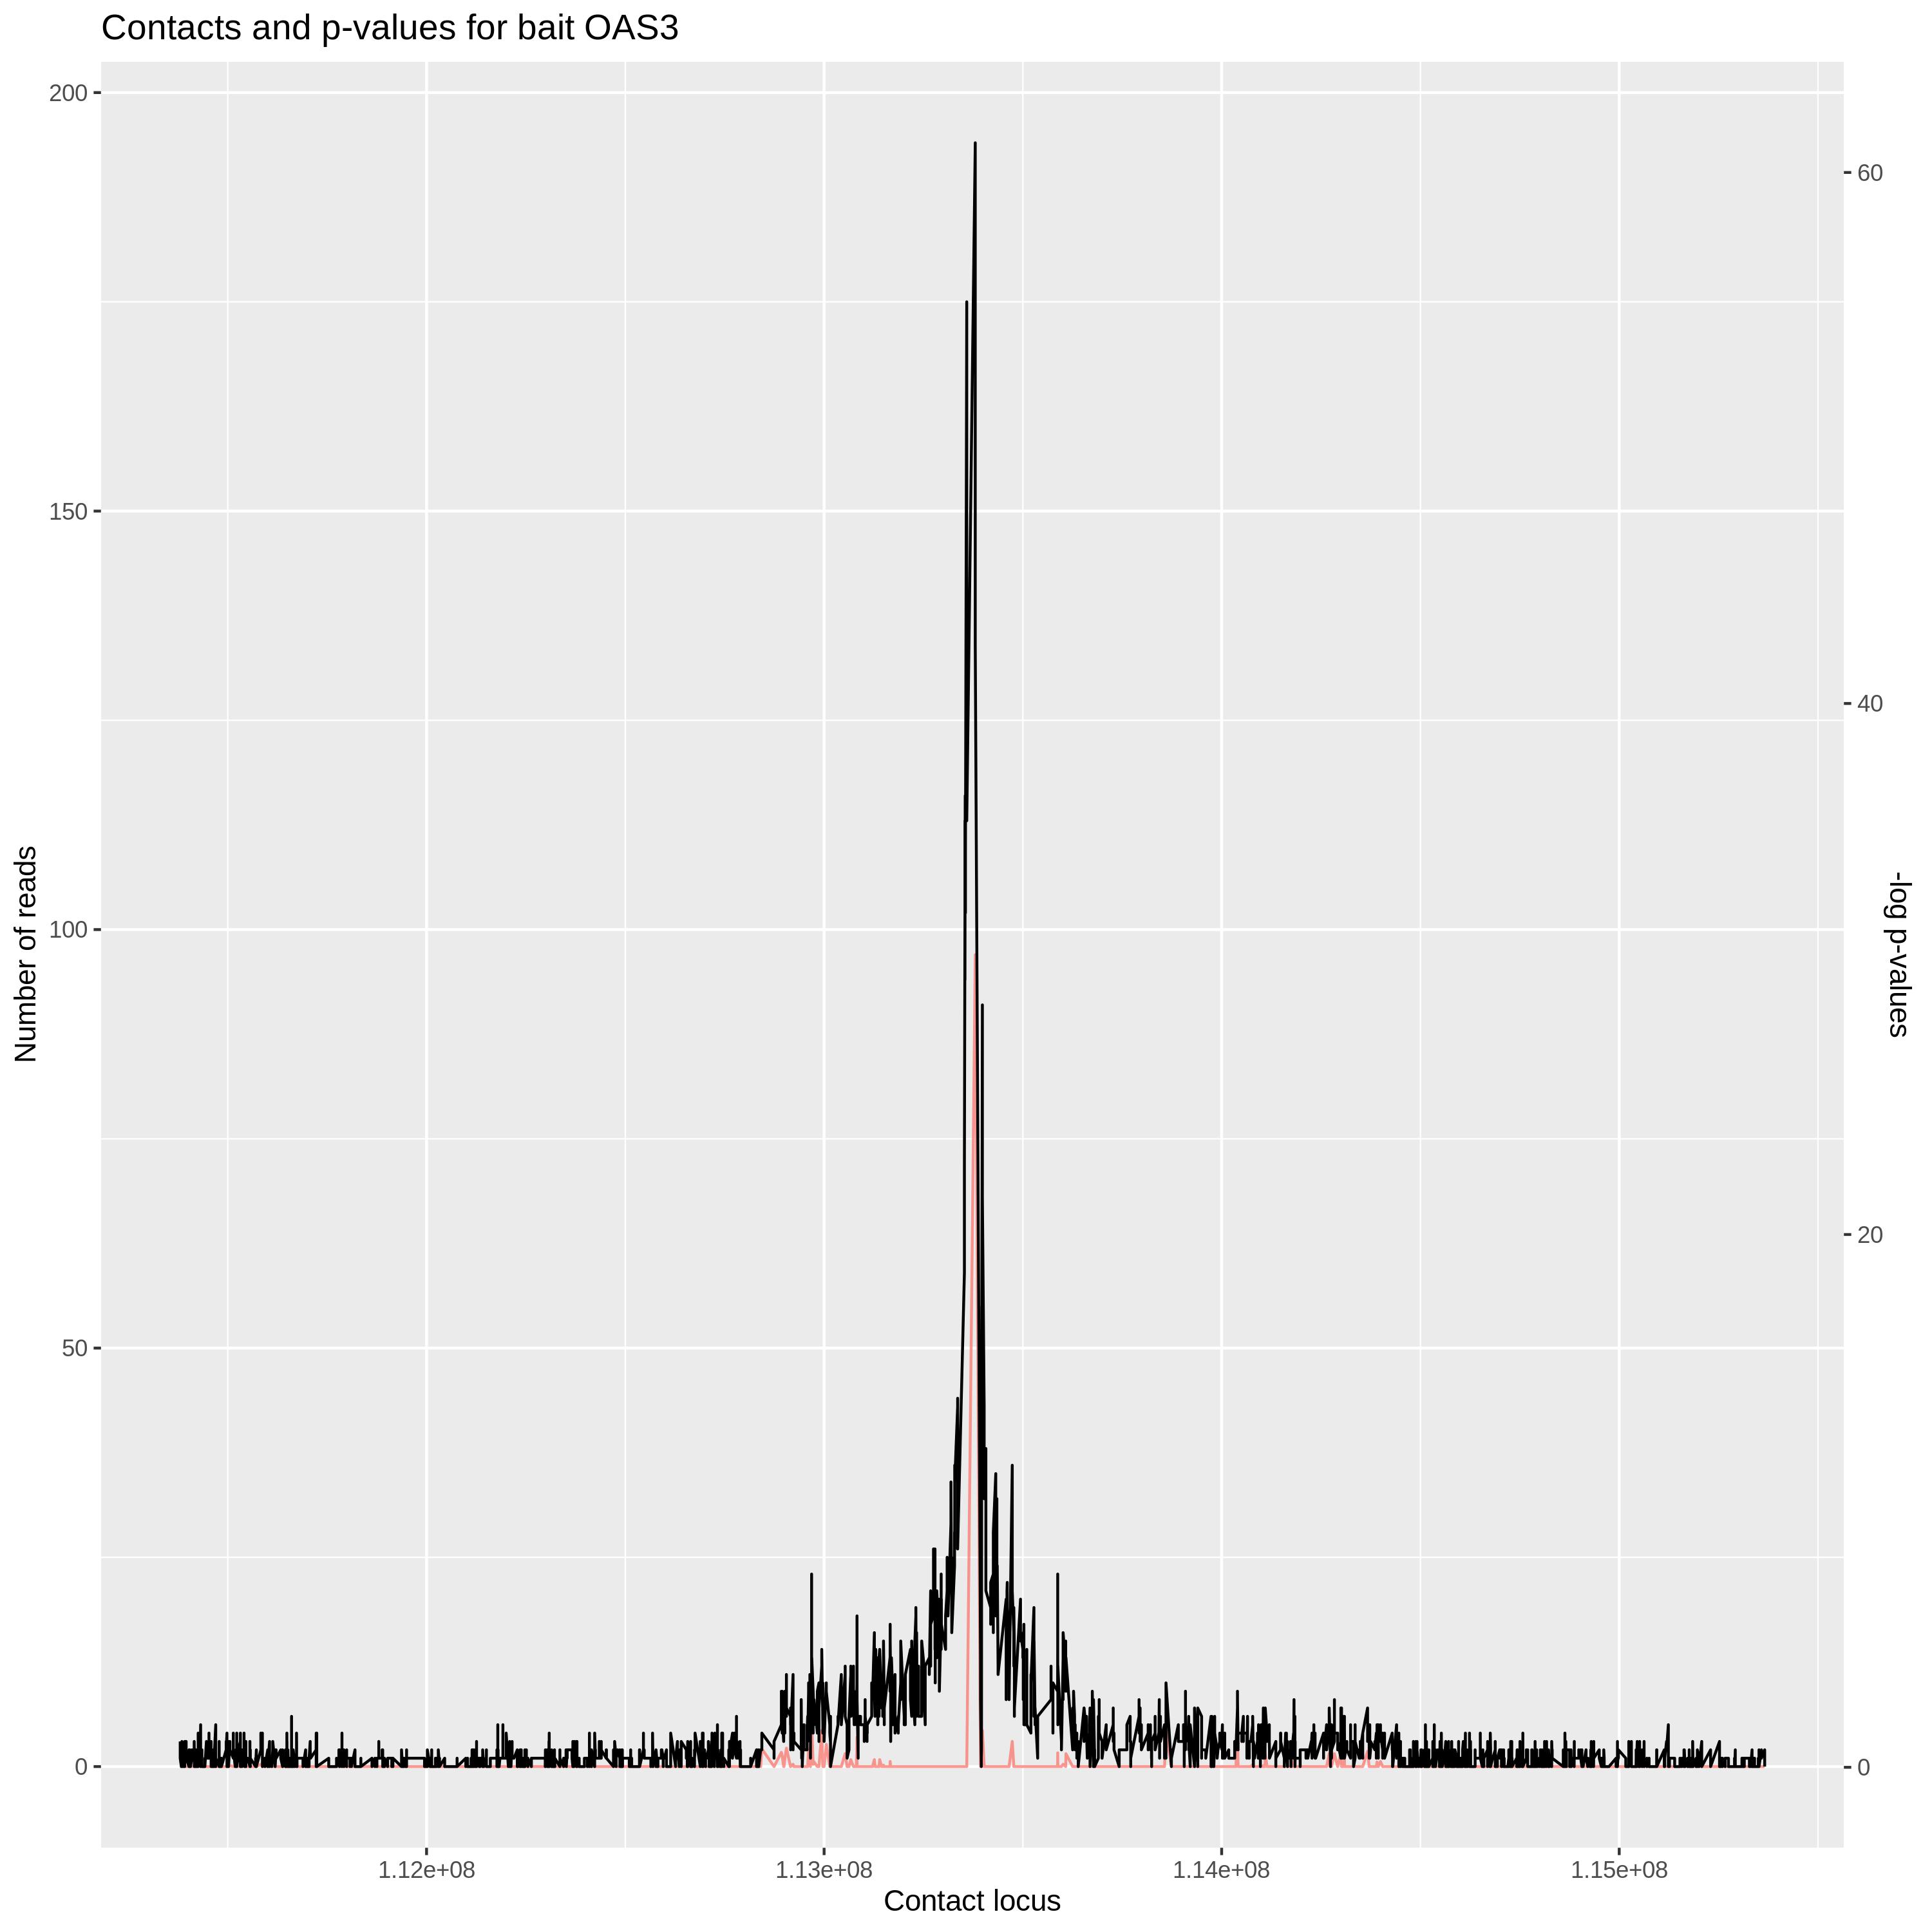 Contacts and p-values for bait OAS3
200
150
100
50
0
Number of reads
60
40
20
0
-log p-values
1.12e+08
1.13e+08
1.14e+08
1.15e+08
Contact locus